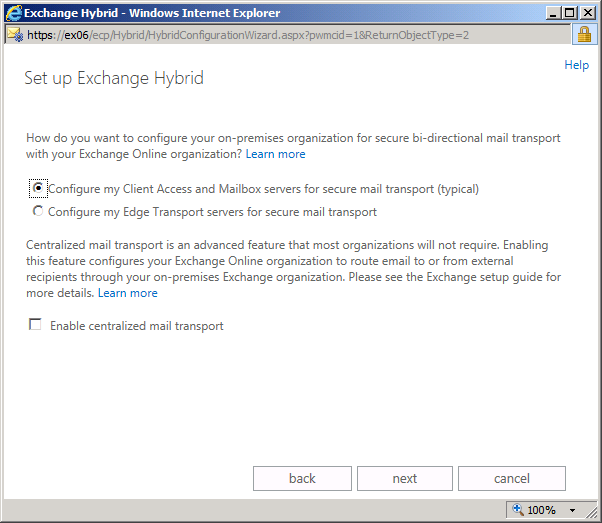 Exchange Hybrid - Windows Internet Explorer
https://ex06/ecp/Hybrid/HybridConfigurationWizard.aspx?pwmcid=1&ReturnObjectType=2
Help
Set up Exchange Hybrid
How do you want to configure your on-premises organization for secure bi-directional mail transport
with your Exchange Online organization? Learn more
Configure my Client Access and Mailbox servers for secure mail transport (typical)
Configure my Edge Transport servers for secure mail transport
Centralized mail transport is an advanced feature that most organizations will not require. Enabling
this feature configures your Exchange Online organization to route email to or from external
recipients through your on-premises Exchange organization. Please see the Exchange setup guide for
more details. Learn more
Enable centralized mail transport
back next cancel
100%